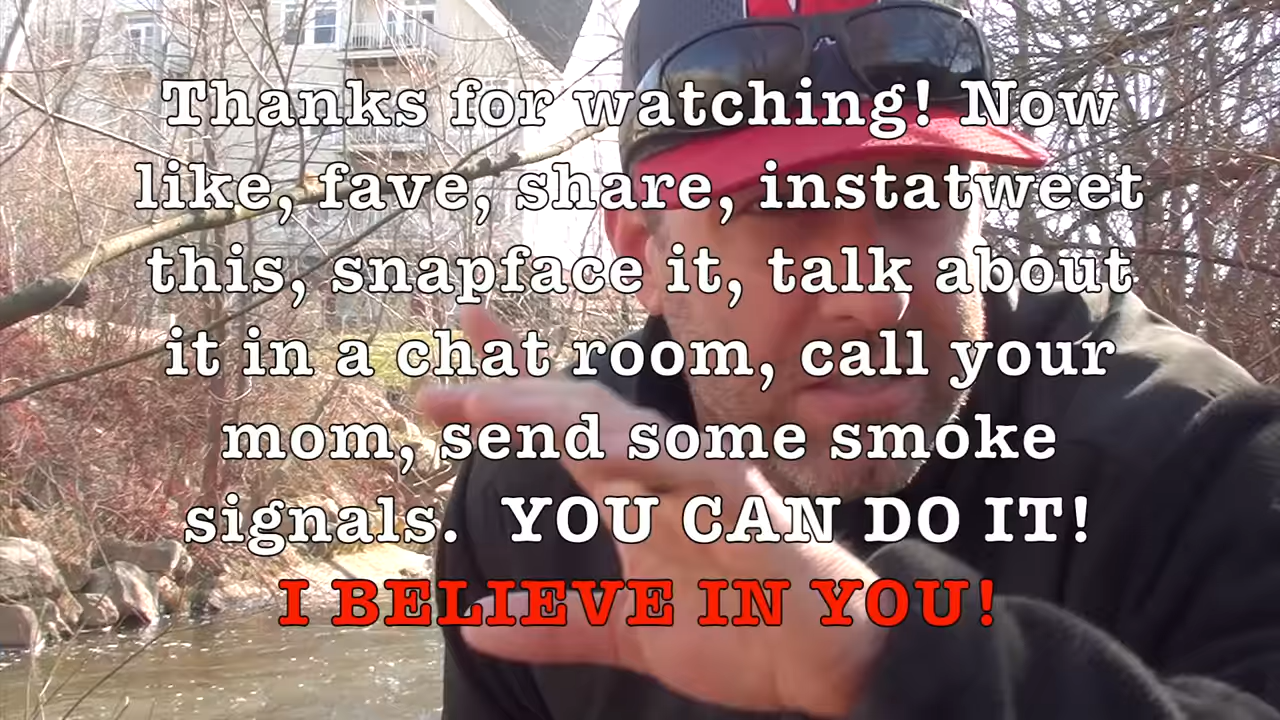 Thanks for watching! Now
like, fave, share, instatweet
this, snapface it, talk about
it in a chat room, call your
mom, send some smoke
signals. YOU CAN DO IT!
I BELIEVE IN YOU!